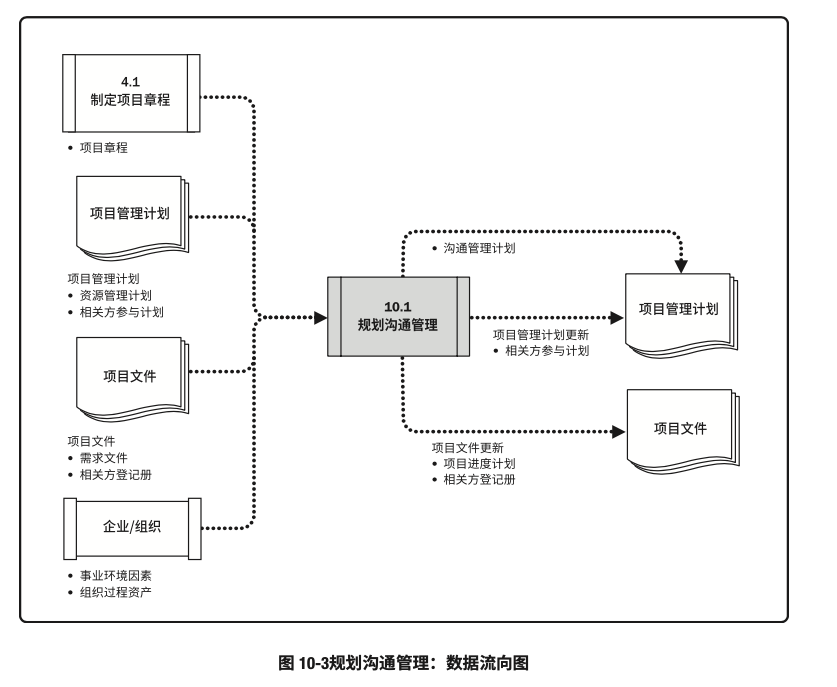 4.1
制定项目章程
• 项目章程
项目管理计划
项目管理计划
• 资源管理计划
• 相关方参与计划
项目文件
项目文件
• 需求文件
• 相关方登记册
企业/组织
• 事业环境因素
• 组织过程资产
10.1
规划沟通管理
• 沟通管理计划
项目管理计划
项目管理计划更新
• 相关方参与计划
项目文件
项目文件更新
• 项目进度计划
• 相关方登记册
图 10-3规划沟通管理：数据流向图